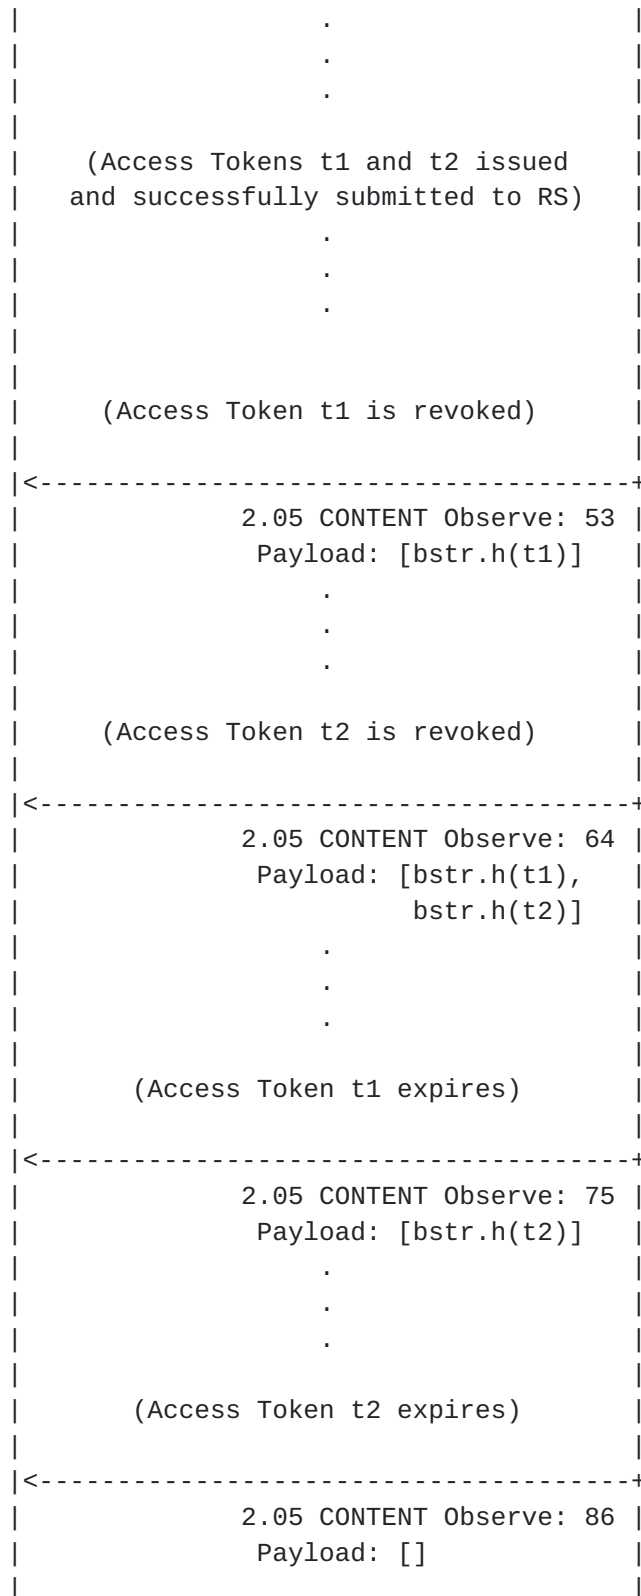 |                   .                   |
|                   .                   |
|                   .                   |
|                                       |
|    (Access Tokens t1 and t2 issued    |
|   and successfully submitted to RS)   |
|                   .                   |
|                   .                   |
|                   .                   |
|                                       |
|                                       |
|     (Access Token t1 is revoked)      |
|                                       |
|<--------------------------------------+
|              2.05 CONTENT Observe: 53 |
|               Payload: [bstr.h(t1)]   |
|                   .                   |
|                   .                   |
|                   .                   |
|                                       |
|     (Access Token t2 is revoked)      |
|                                       |
|<--------------------------------------+
|              2.05 CONTENT Observe: 64 |
|               Payload: [bstr.h(t1),   |
|                         bstr.h(t2)]   |
|                   .                   |
|                   .                   |
|                   .                   |
|                                       |
|       (Access Token t1 expires)       |
|                                       |
|<--------------------------------------+
|              2.05 CONTENT Observe: 75 |
|               Payload: [bstr.h(t2)]   |
|                   .                   |
|                   .                   |
|                   .                   |
|                                       |
|       (Access Token t2 expires)       |
|                                       |
|<--------------------------------------+
|              2.05 CONTENT Observe: 86 |
|               Payload: []             |
|                                       |